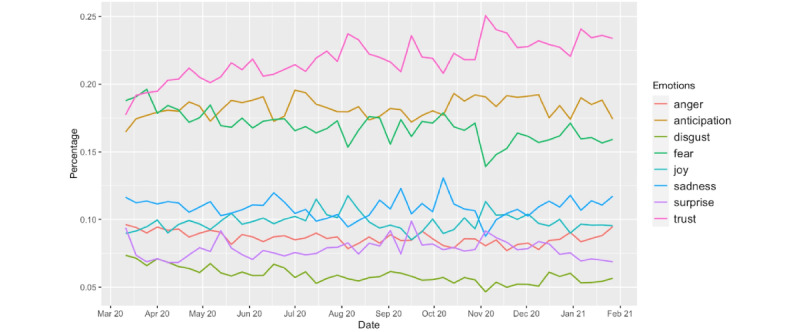 0.25
0.20
0.15
0.10
0.05
Percentage
Mar 20 Apr 20 May 20 Jun 20 Jul 20 Aug 20 Sep 20 Oct 20 Nov 20 Dec 20 Jan 21 Feb 21
Date
Emotions
anger
anticipation
disgust
fear
joy
sadness
surprise
trust